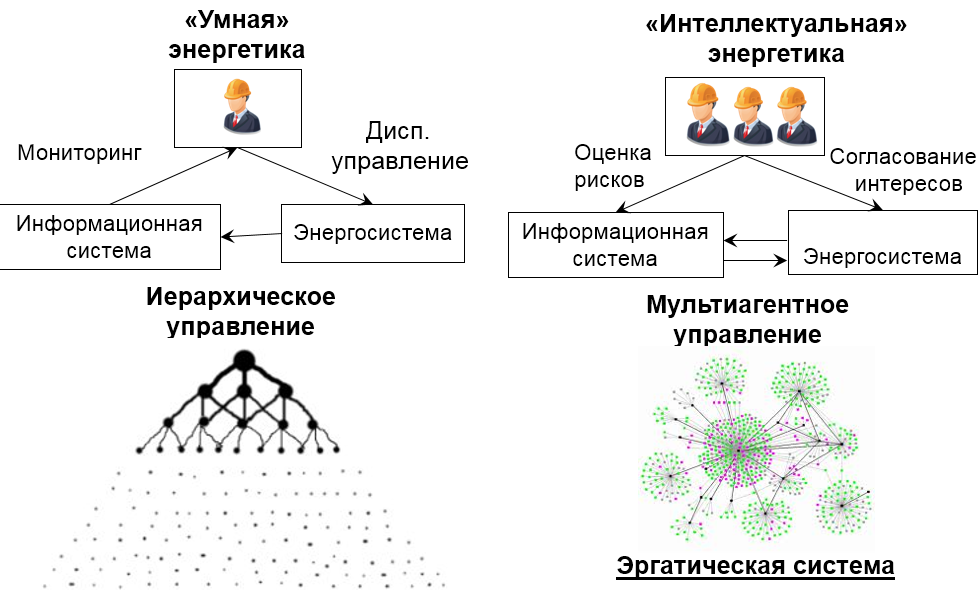 «Умная»
энергетика
Мониторинг
Дисп.
управление
Информационная
система
Энергосистема
Иерархическое
управление
«Интеллектуальная»
энергетика
Оценка
рисков
Согласование
интересов
Информационная
система
Энергосистема
Мультиагентное
управление
Эргатическая система